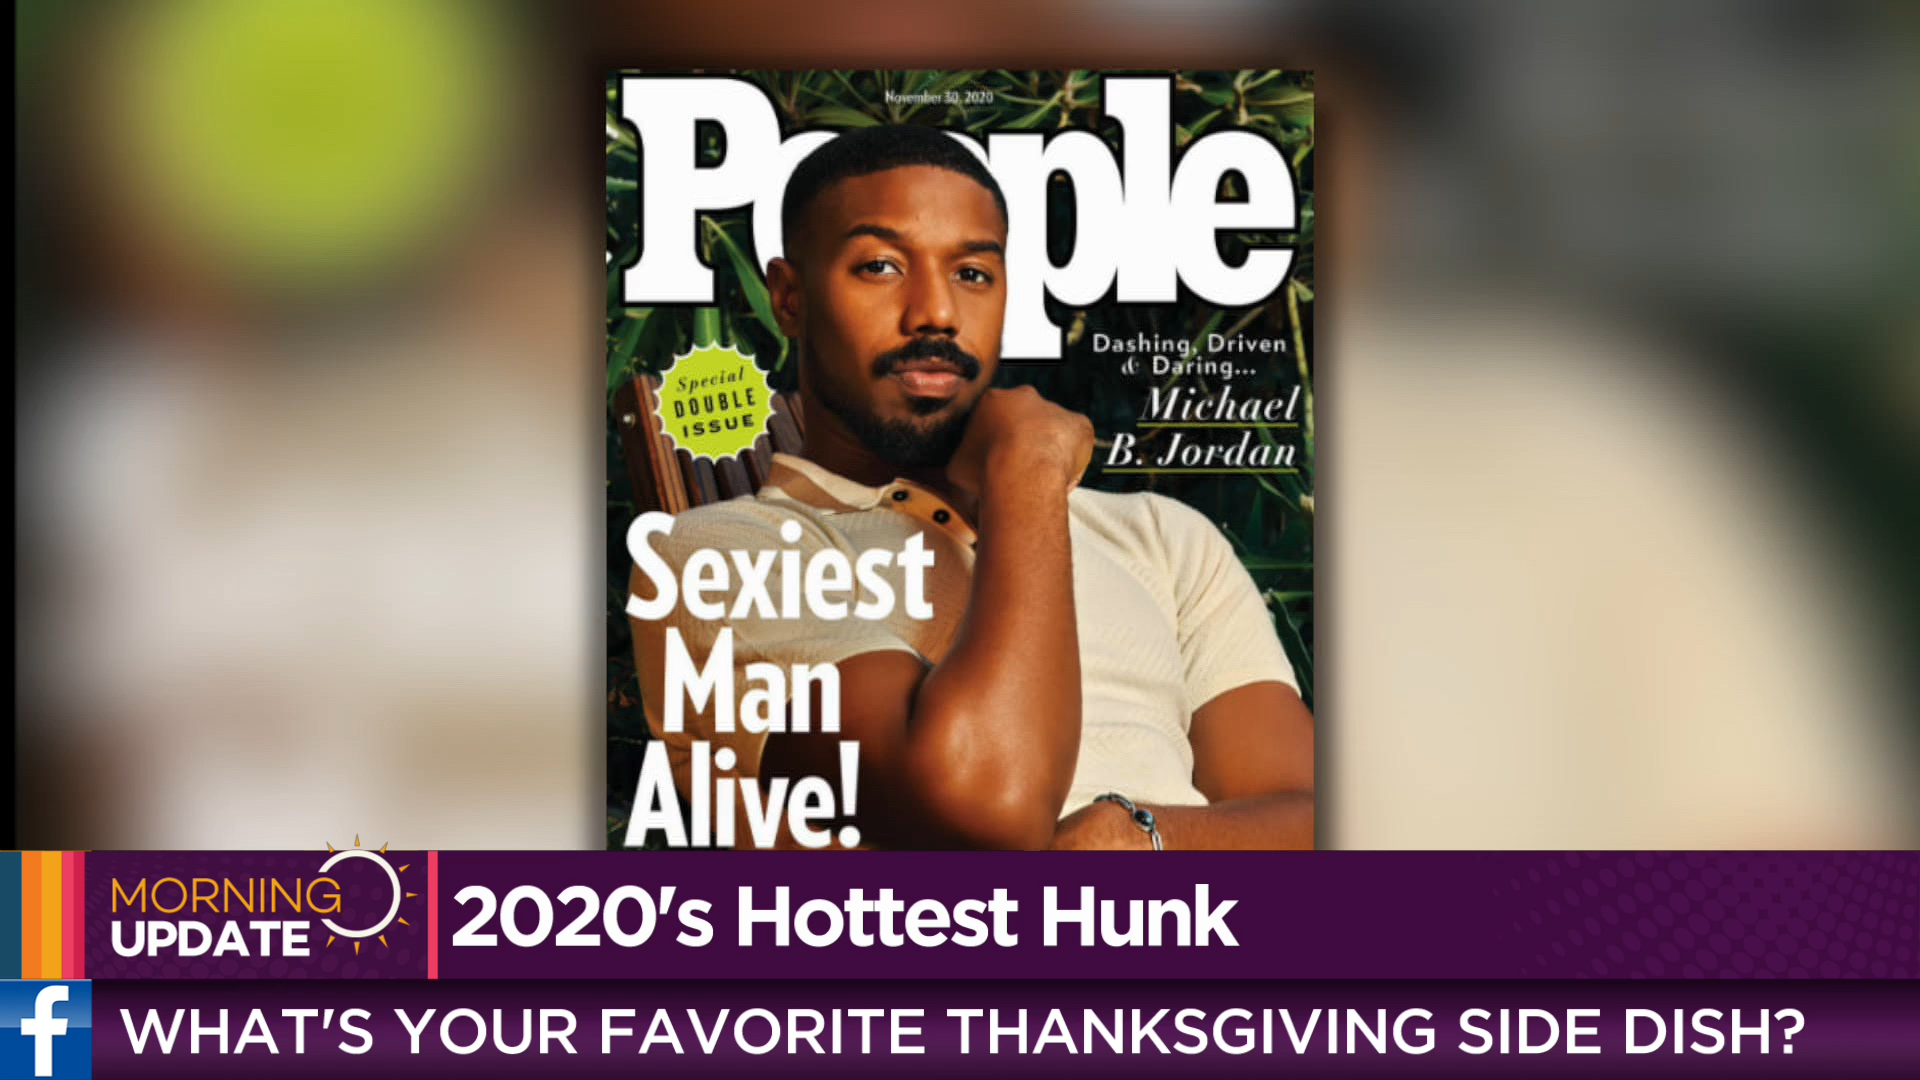 People
November 30, 2020
Dashing, Driven
& Daring...
Michael
B. Jordan
Special
DOUBLE
ISSUE
Sexiest
Man
Alive!
MORNING
UPDATE
2020's Hottest Hunk
f
WHAT'S YOUR FAVORITE THANKSGIVING SIDE DISH?